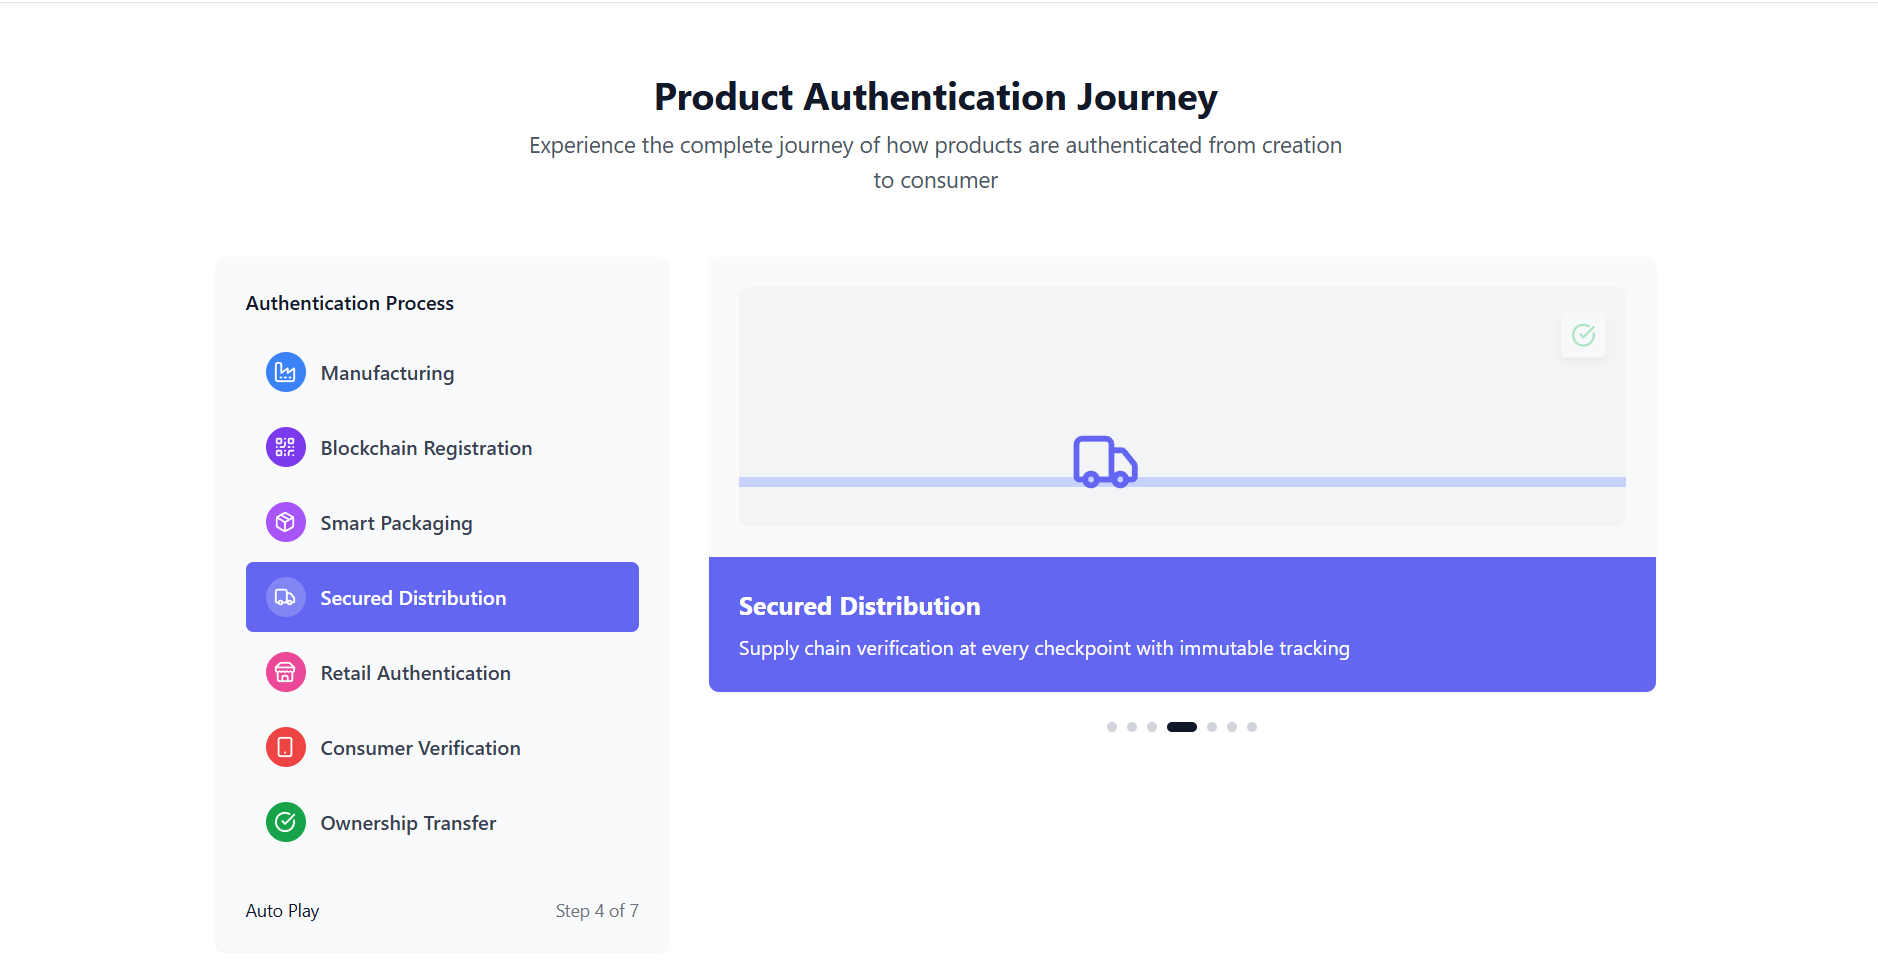 Product Authentication Journey
Experience the complete journey of how products are authenticated from creation
to consumer
Authentication Process
Manufacturing
Blockchain Registration
Smart Packaging
Secured Distribution
Retail Authentication
Consumer Verification
Ownership Transfer
Auto Play
Step 4 of 7
Secured Distribution
Supply chain verification at every checkpoint with immutable tracking